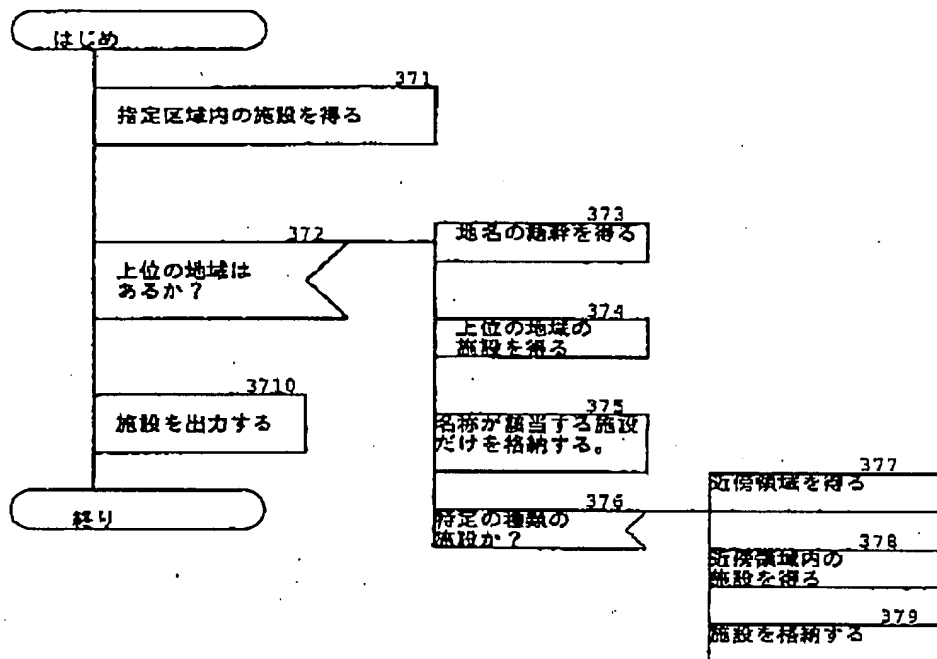 はじめ
371
指定区域内の施設を得る
372
上位の地域は
あるか?
373
地名の語幹を得る
374
上位の地域の
施設を得る
375
名称が該当する施設
だけを格納する。
376
特定の種類の
施設か?
377
近傍領域を得る
378
近傍領域内の
施設を得る
379
施設を格納する
3710
施設を出力する
終り